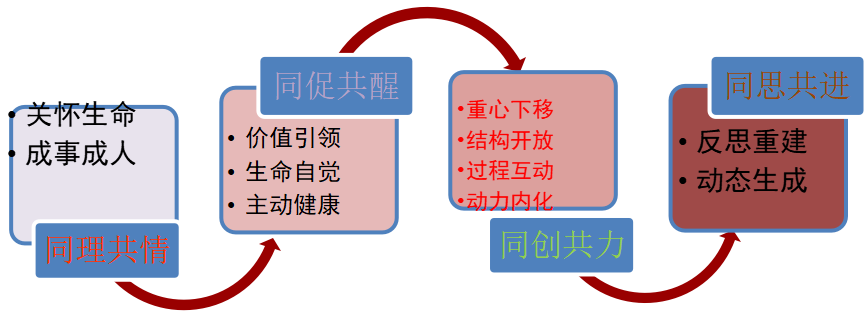 • 关怀生命
• 成事成人
同理共情
同促共醒
• 价值引领
• 生命自觉
• 主动健康
•重心下移
•结构开放
•过程互动
•动力内化
同创共力
同思共进
• 反思重建
• 动态生成